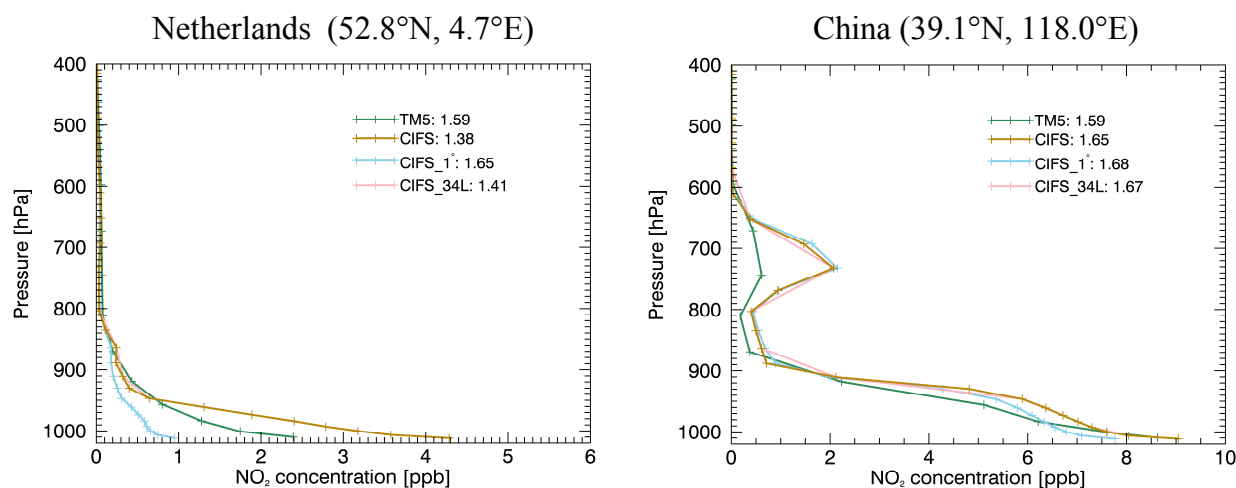 Netherlands (52.8°N, 4.7°E)
400
500
600
700
800
900
1000
Pressure [hPa]
TM5: 1.59
CIFS: 1.38
CIFS_1°: 1.65
CIFS_34L: 1.41
0 1 2 3 4 5 6
NO₂ concentration [ppb]
China (39.1°N, 118.0°E)
400
500
600
700
800
900
1000
Pressure [hPa]
TM5: 1.59
CIFS: 1.65
CIFS_1°: 1.68
CIFS_34L: 1.67
0 2 4 6 8 10
NO₂ concentration [ppb]